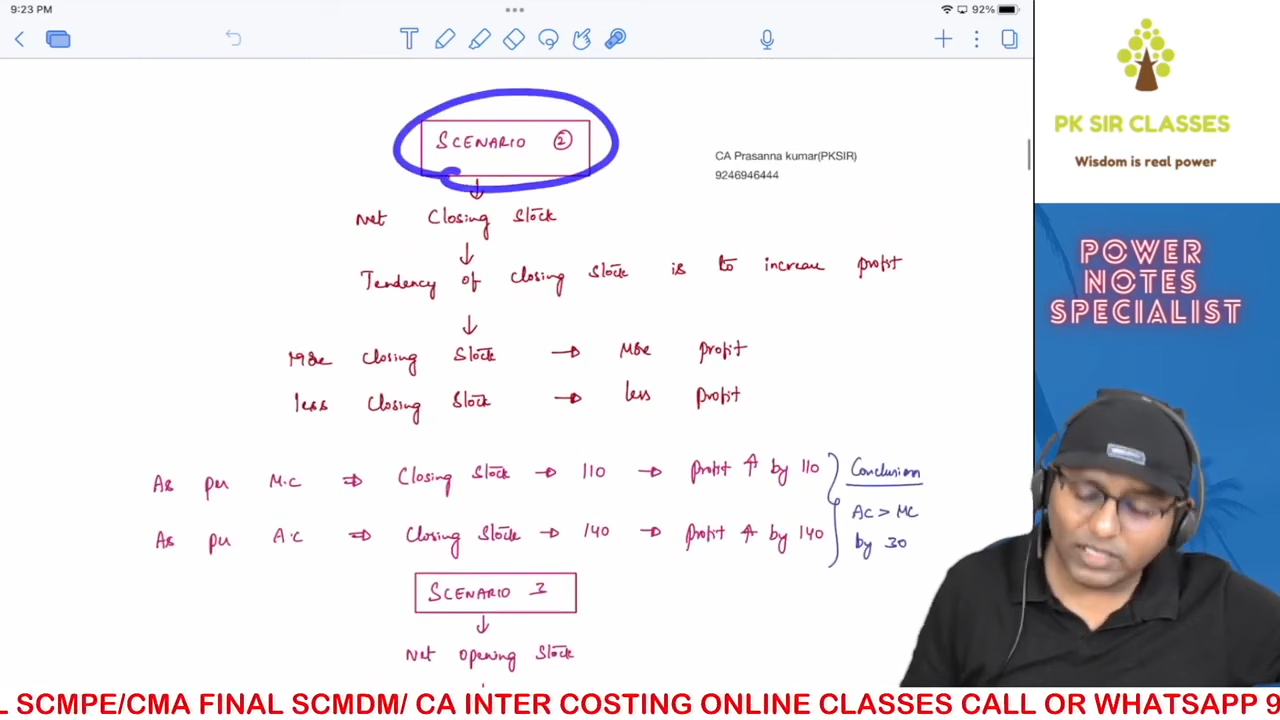 9:23 PM
92%
SCENARIO ②
CA Prasanna kumar(PKSIR)
9246946444
Net Closing Stock
Tendency of closing Stock is to increase profit
More Closing Stock → More profit
less Closing Stock → less Profit
As per M.C ⇒ Closing Stock → 110 → Profit ↑ by 110
As per A.C ⇒ Closing Stock → 140 → Profit ↑ by 140
Conclusion
AC > MC
by 30
SCENARIO 3
Net opening Stock
PK SIR CLASSES
Wisdom is real power
POWER
NOTES
SPECIALIST
SCMPE/CMA FINAL SCMDM/ CA INTER COSTING ONLINE CLASSES CALL OR WHATSAPP 9